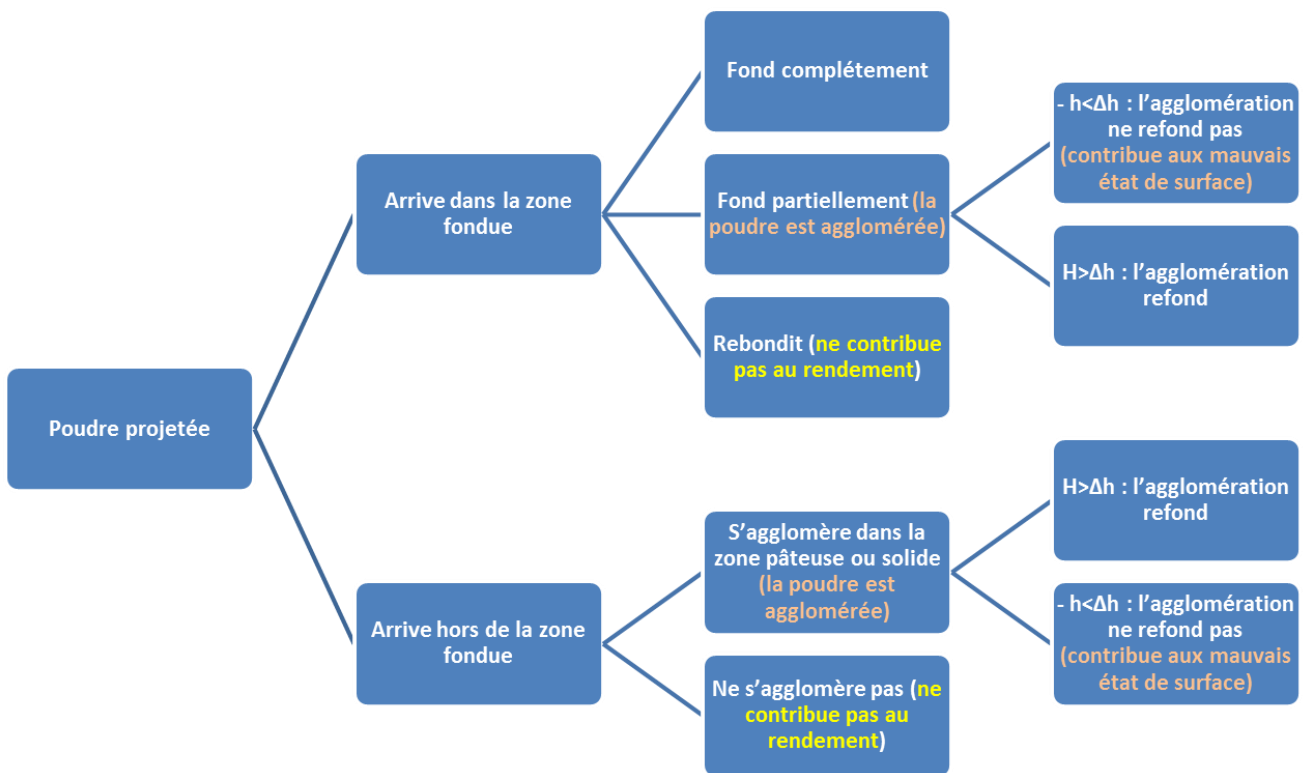 Poudre projetée
Arrive dans la zone
fondue
Fond complétement
Fond partiellement (la
poudre est agglomérée)
- h<Δh : l’agglomération
ne refond pas
(contribue aux mauvais
état de surface)
H>Δh : l’agglomération
refond
Rebondit (ne contribue
pas au rendement)
Arrive hors de la zone
fondue
S’agglomère dans la
zone pâteuse ou solide
(la poudre est
agglomérée)
H>Δh : l’agglomération
refond
- h<Δh : l’agglomération
ne refond pas
(contribue aux mauvais
état de surface)
Ne s’agglomère pas (ne
contribue pas au
rendement)